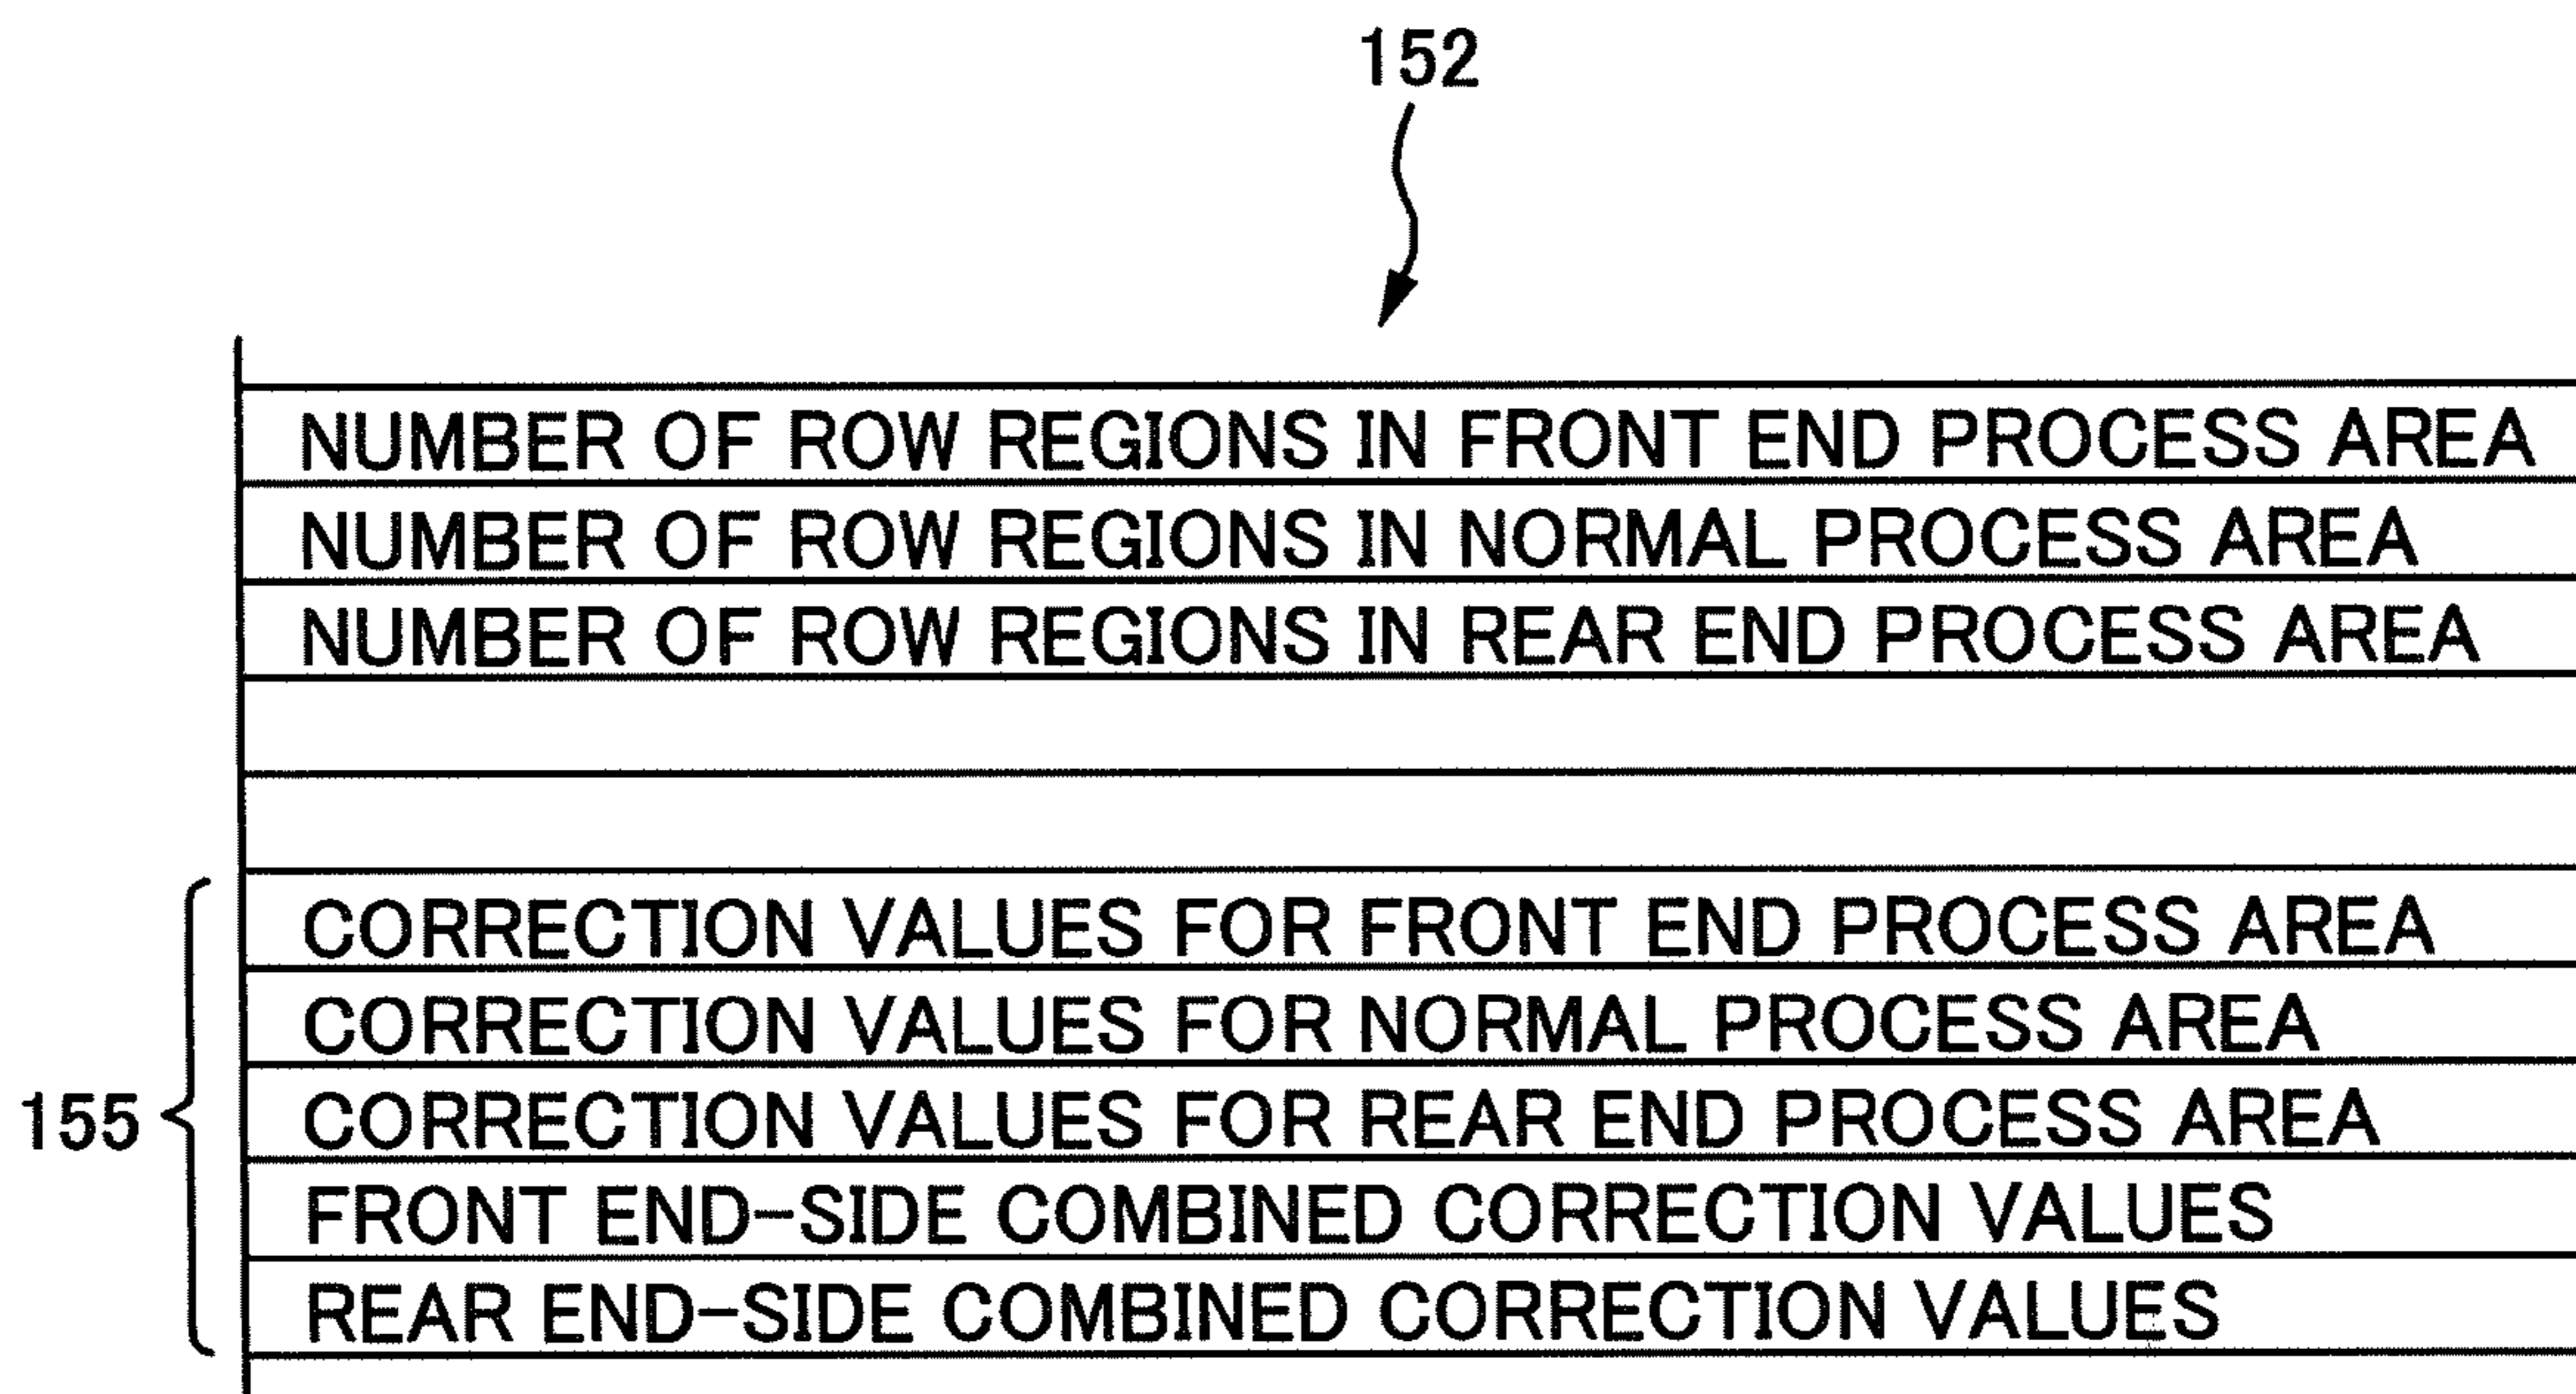 152
NUMBER OF ROW REGIONS IN FRONT END PROCESS AREA
NUMBER OF ROW REGIONS IN NORMAL PROCESS AREA
NUMBER OF ROW REGIONS IN REAR END PROCESS AREA
CORRECTION VALUES FOR FRONT END PROCESS AREA
CORRECTION VALUES FOR NORMAL PROCESS AREA
155
CORRECTION VALUES FOR REAR END PROCESS AREA
FRONT END-SIDE COMBINED CORRECTION VALUES
REAR END-SIDE COMBINED CORRECTION VALUES